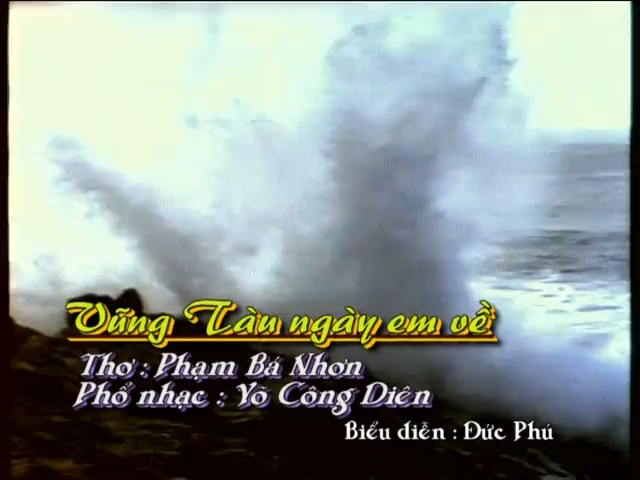 Vũng Tàu ngày em về
Thơ : Phạm Bá Nhơn
Phổ nhạc : Võ Công Diên
Biểu diễn : Đức Phú